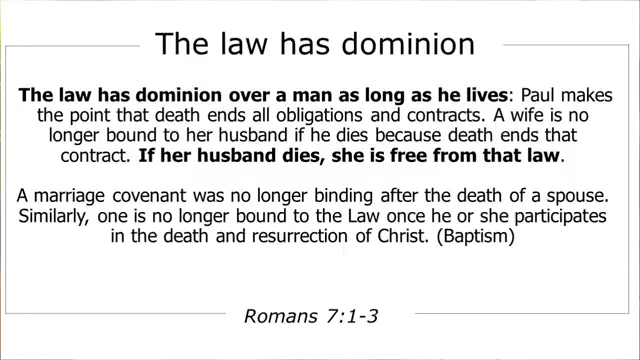 The law has dominion
The law has dominion over a man as long as he lives: Paul makes
the point that death ends all obligations and contracts. A wife is no
longer bound to her husband if he dies because death ends that
contract. If her husband dies, she is free from that law.
A marriage covenant was no longer binding after the death of a spouse.
Similarly, one is no longer bound to the Law once he or she participates
in the death and resurrection of Christ. (Baptism)
Romans 7:1-3